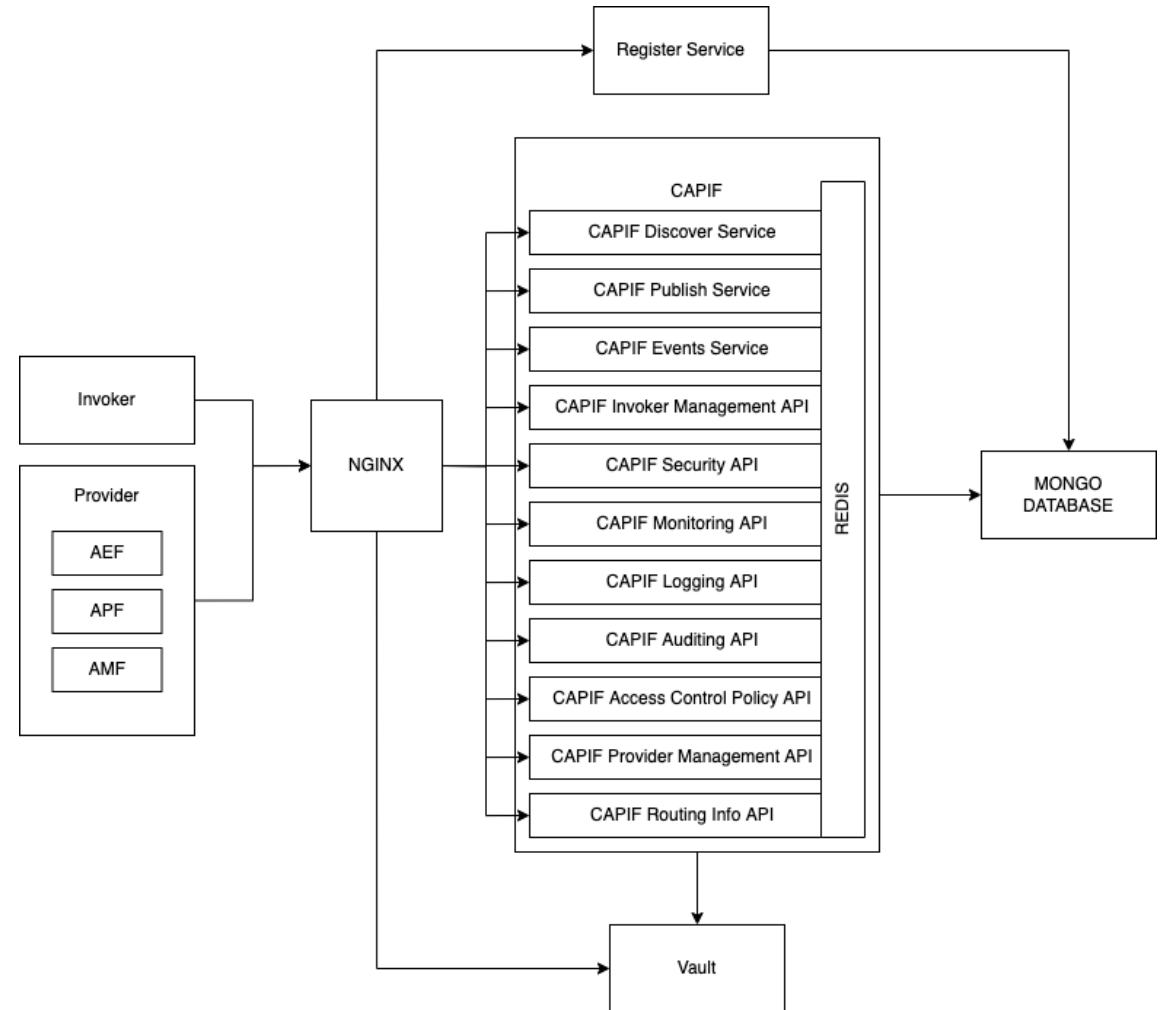 Register Service
CAPIF
CAPIF Discover Service
CAPIF Publish Service
CAPIF Events Service
CAPIF Invoker Management API
CAPIF Security API
CAPIF Monitoring API
CAPIF Logging API
CAPIF Auditing API
CAPIF Access Control Policy API
CAPIF Provider Management API
CAPIF Routing Info API
REDIS
Invoker
Provider
AEF
APF
AMF
NGINX
MONGO
DATABASE
Vault